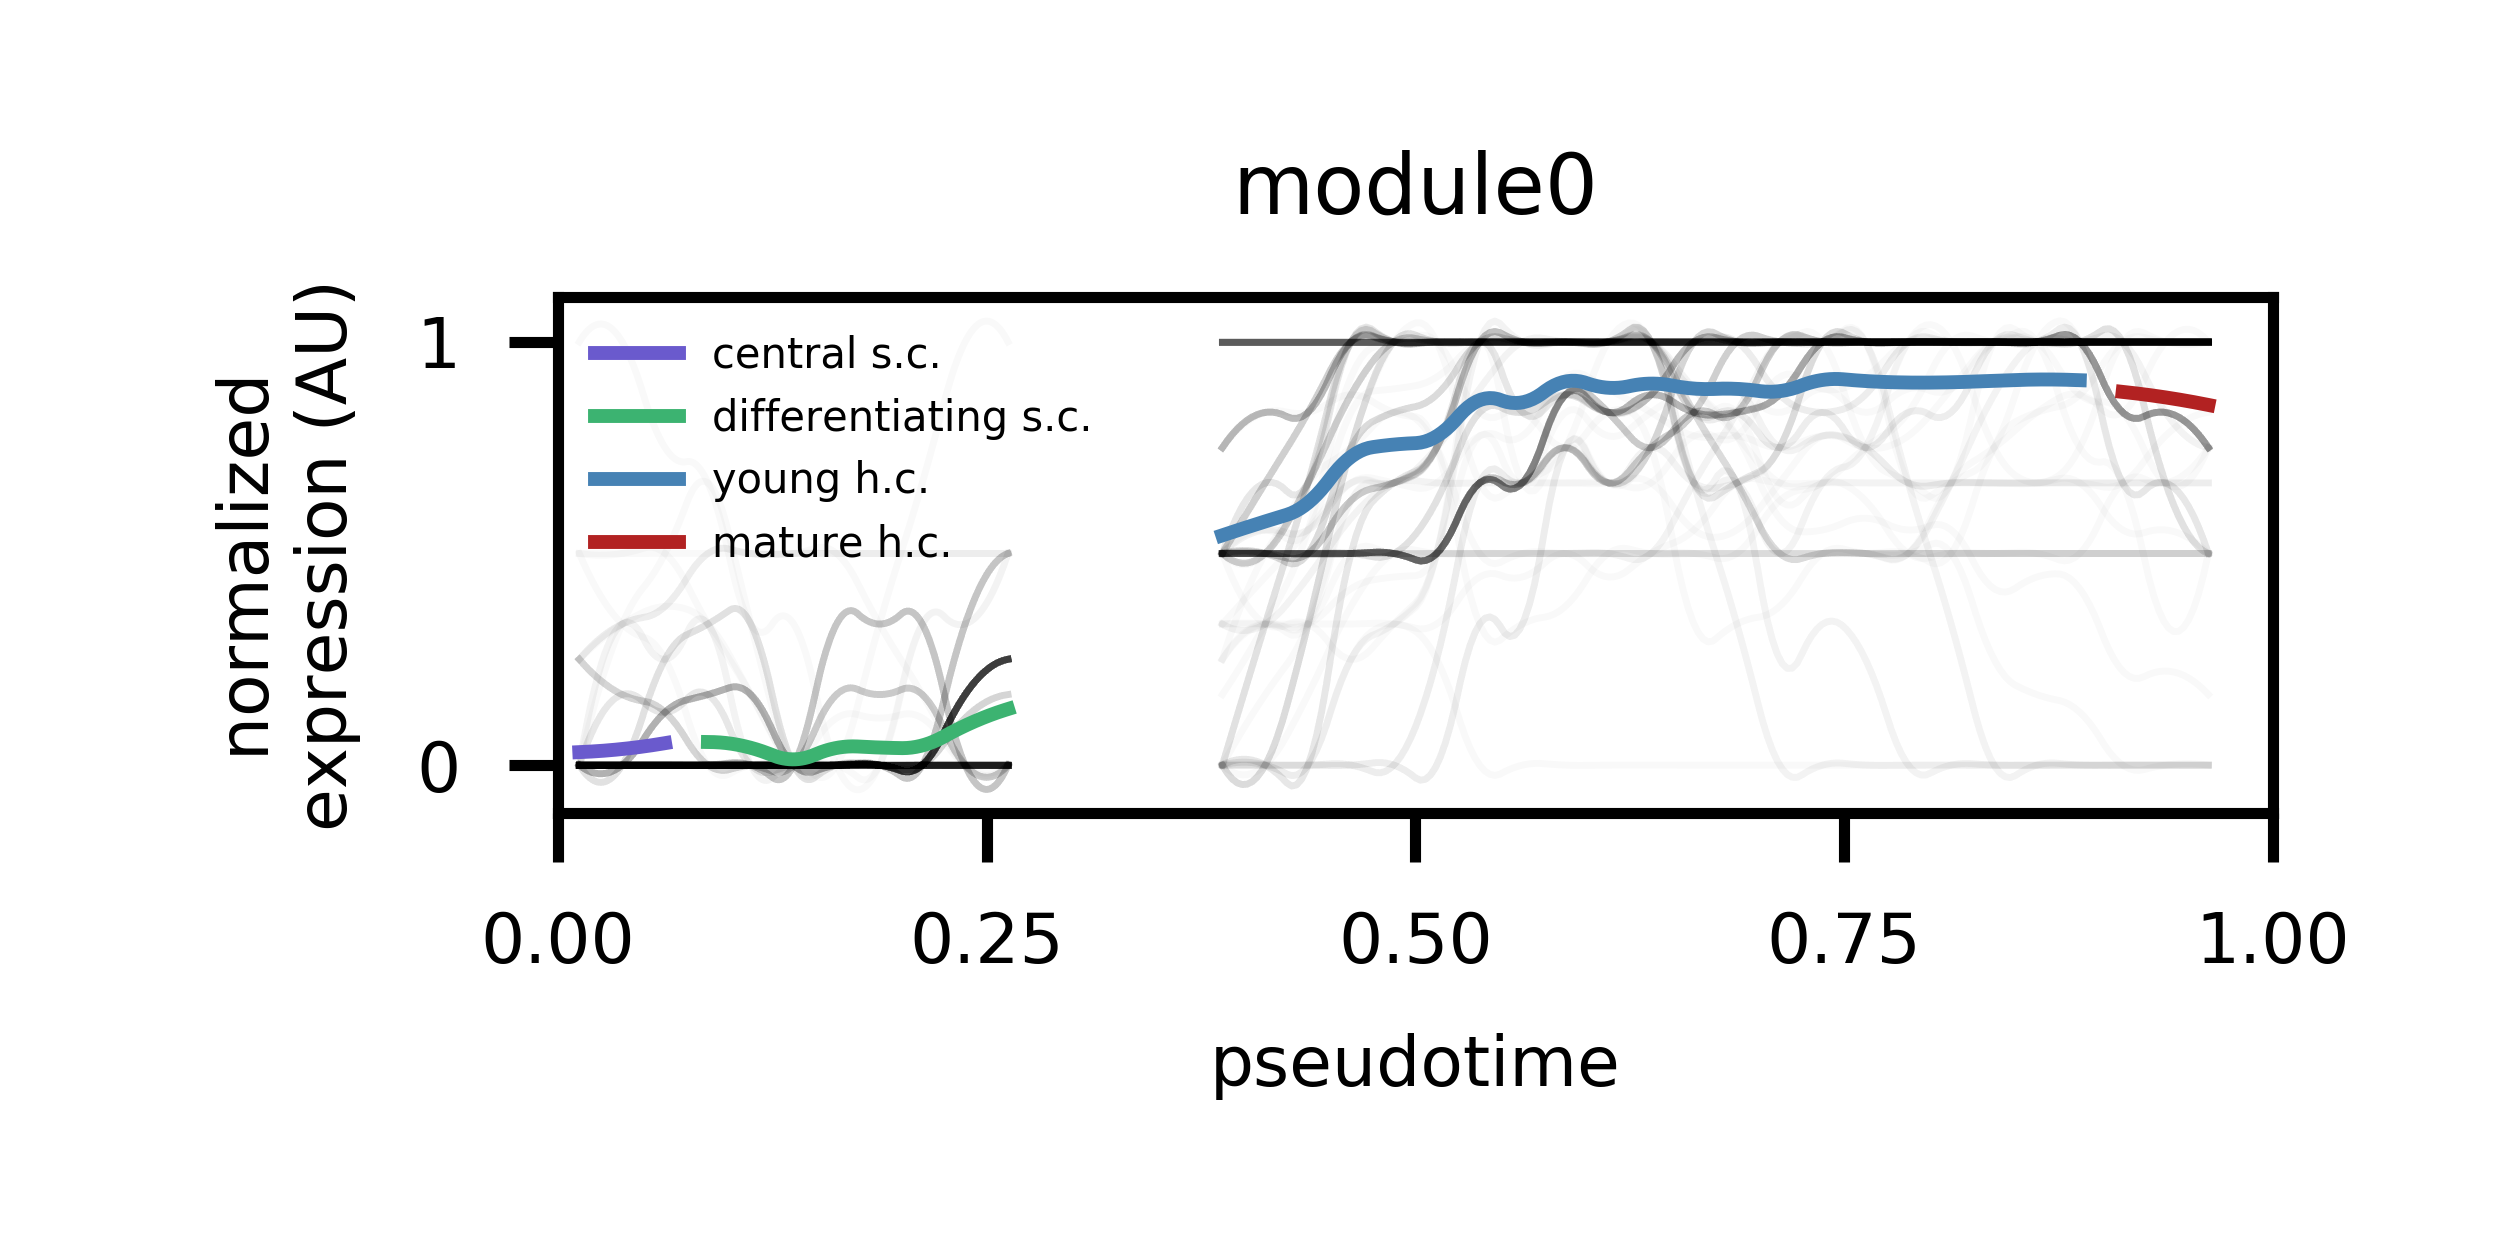 module0
normalized
expression (AU)
1
0
central s.c.
differentiating s.c.
young h.c.
mature h.c.
0.00 0.25 0.50 0.75 1.00
pseudotime